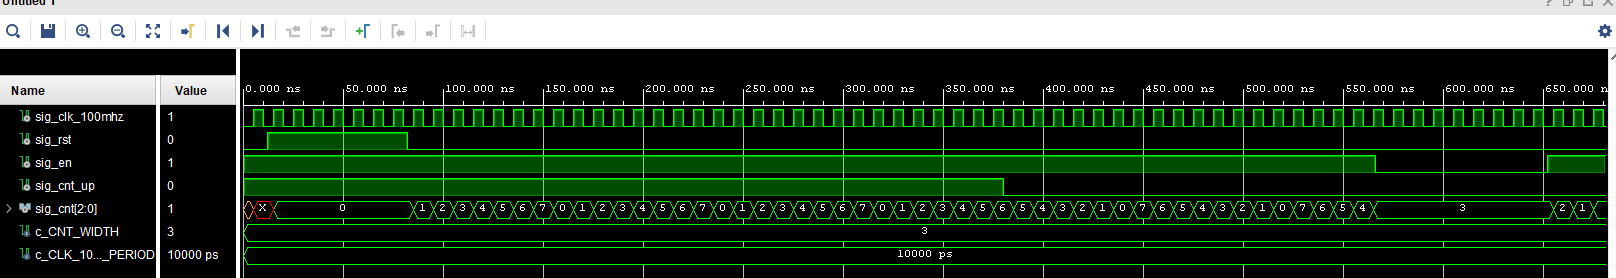 Untitled 1
Name Value
0.000 ns 50.000 ns 100.000 ns 150.000 ns 200.000 ns 250.000 ns 300.000 ns 350.000 ns 400.000 ns 450.000 ns 500.000 ns 550.000 ns 600.000 ns 650.000
sig_clk_100mhz 1
sig_rst 0
sig_en 1
sig_cnt_up 0
sig_cnt[2:0] 1 X 0 1 2 3 4 5 6 7 0 1 2 3 4 5 6 7 0 1 2 3 4 5 6 7 0 1 2 3 4 5 6 5 4 3 2 1 0 7 6 5 4 3 2 1 0 7 6 5 4 3 2 1
c_CNT_WIDTH 3 3
c_CLK_10..._PERIOD 10000 ps 10000 ps